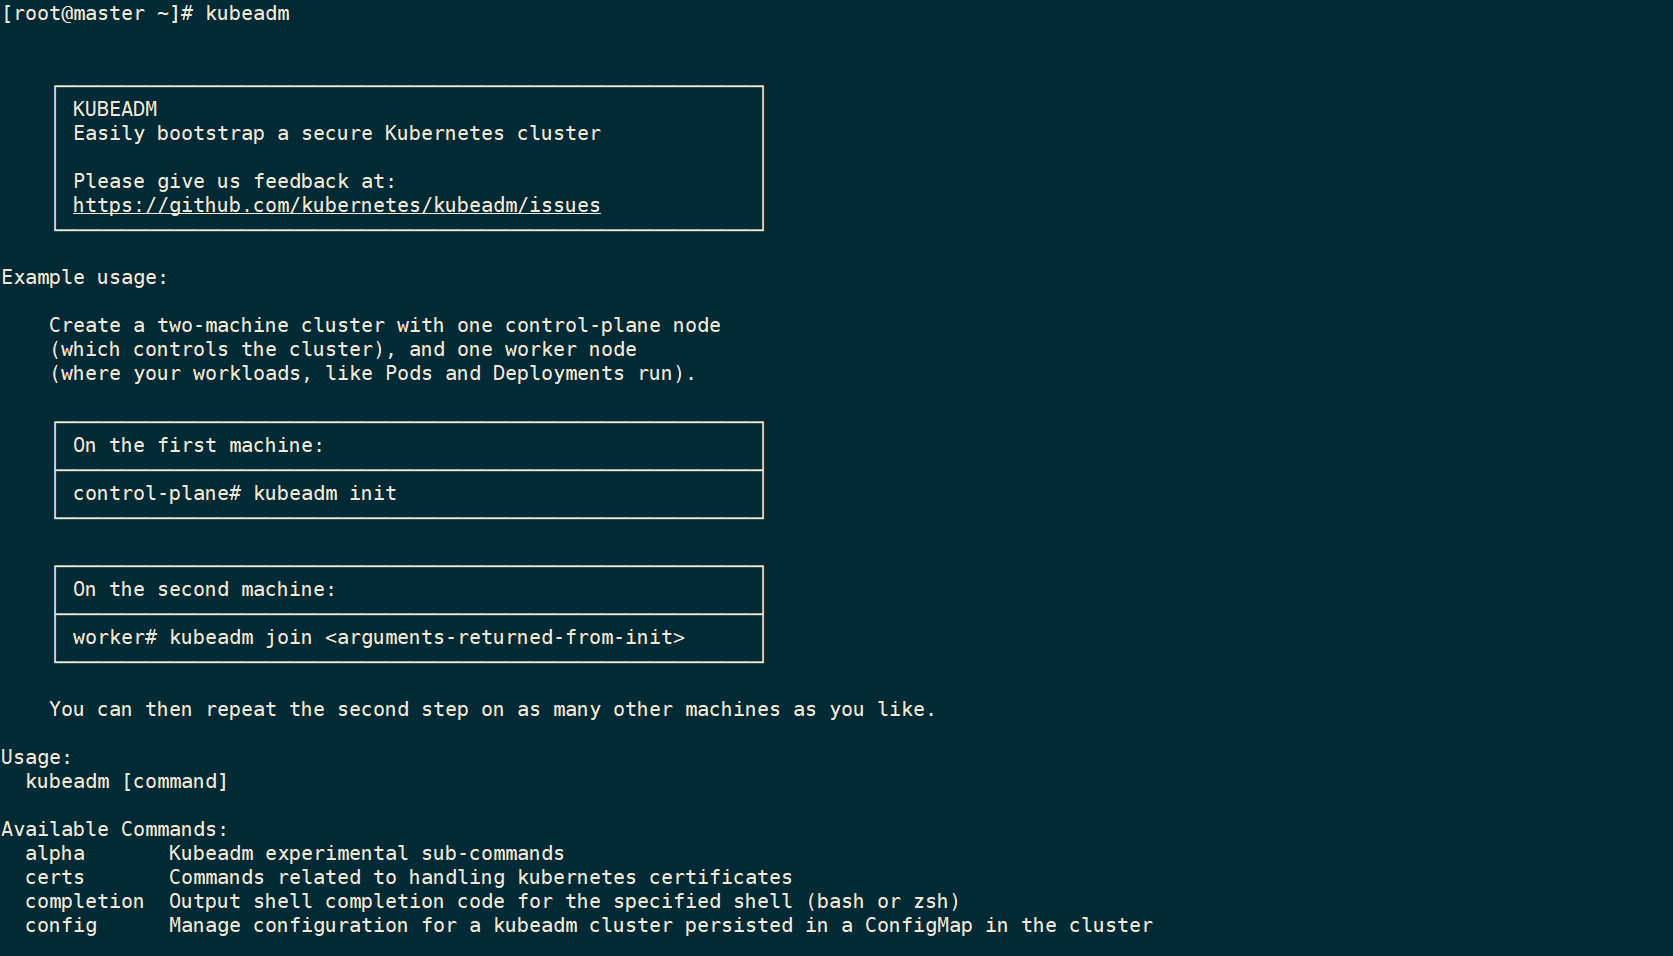 [root@master ~]# kubeadm
KUBEADM
Easily bootstrap a secure Kubernetes cluster
Please give us feedback at:
https://github.com/kubernetes/kubeadm/issues
Example usage:
Create a two-machine cluster with one control-plane node
(which controls the cluster), and one worker node
(where your workloads, like Pods and Deployments run).
On the first machine:
control-plane# kubeadm init
On the second machine:
worker# kubeadm join <arguments-returned-from-init>
You can then repeat the second step on as many other machines as you like.
Usage:
kubeadm [command]
Available Commands:
alpha       Kubeadm experimental sub-commands
certs       Commands related to handling kubernetes certificates
completion  Output shell completion code for the specified shell (bash or zsh)
config      Manage configuration for a kubeadm cluster persisted in a ConfigMap in the cluster